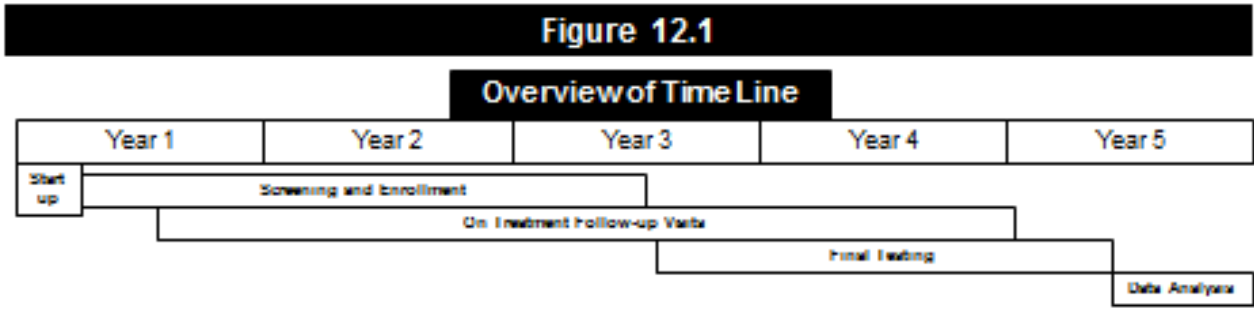 Figure 12.1
Overview of Time Line
Year 1 Year 2 Year 3 Year 4 Year 5
Start
up
Screening and Enrollment
On Treatment Follow-up Visits
Final Testing
Data Analysis